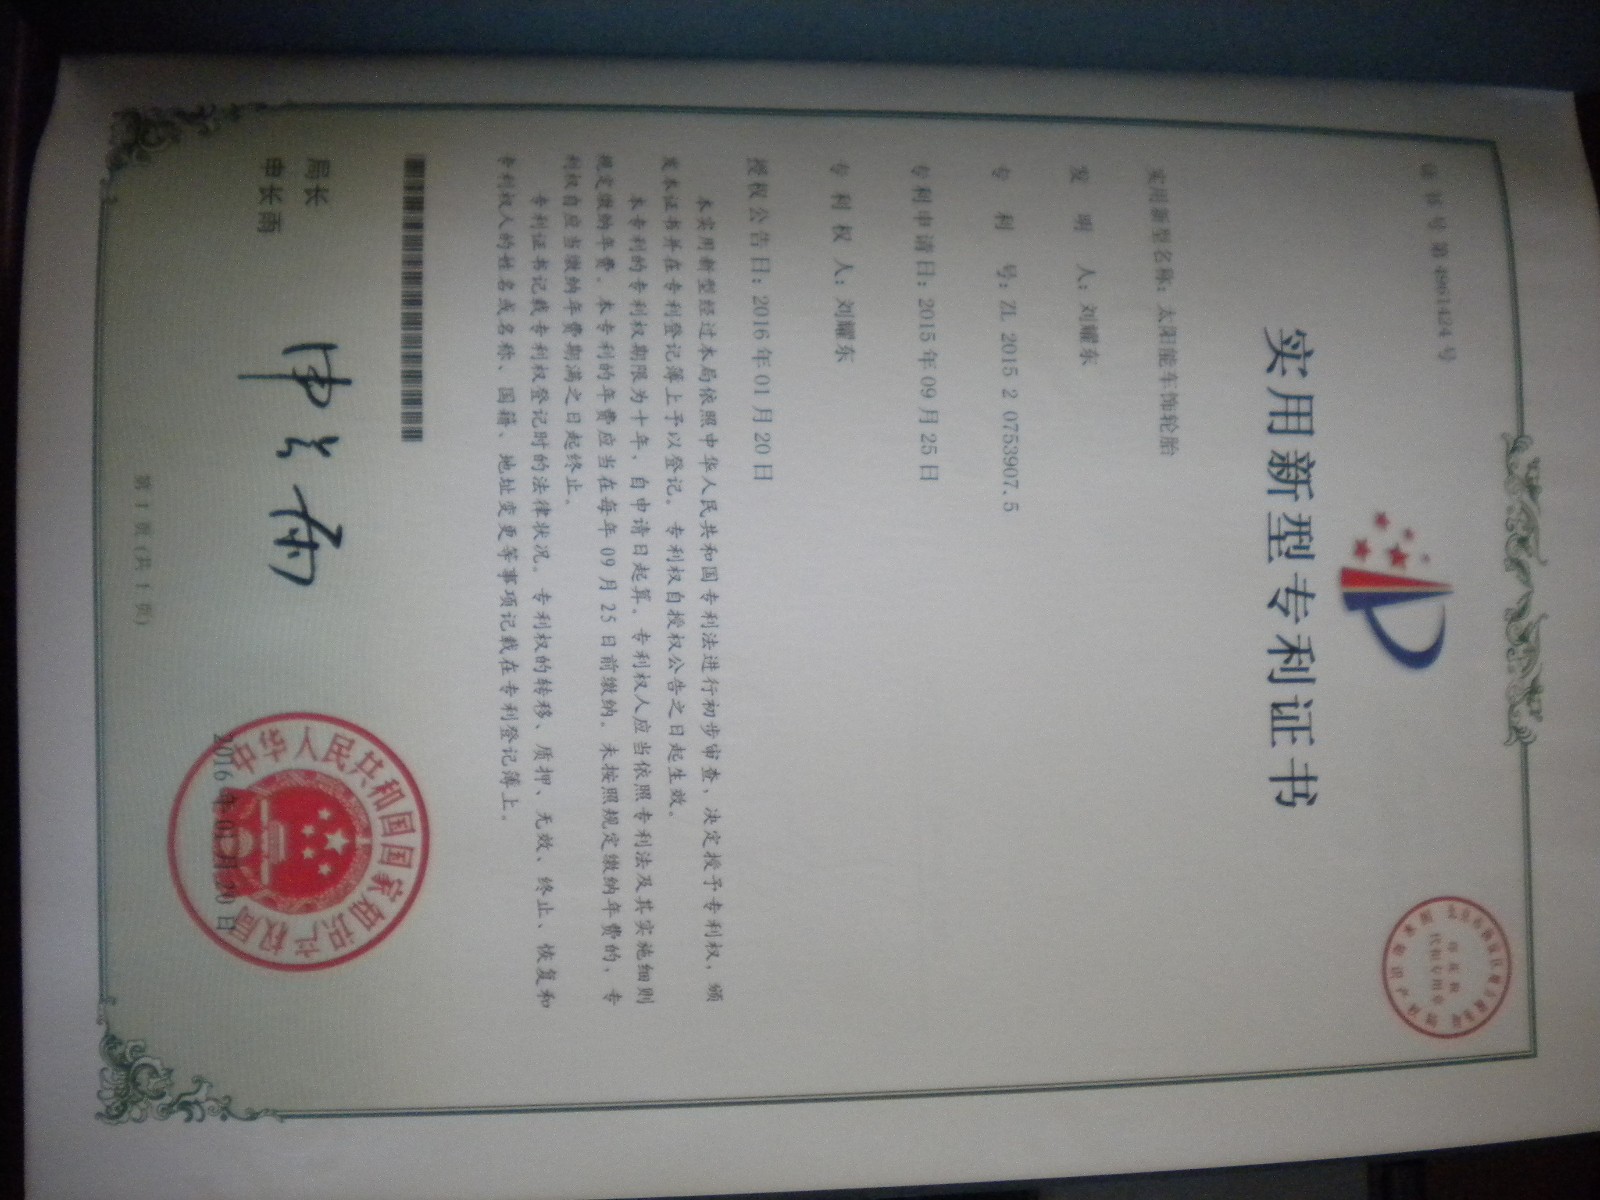 证书号第4961424号
实用新型专利证书
实用新型名称：太阳能车饰轮胎
发 明 人：刘耀东
专 利 号：ZL 2015 2 0753907.5
专利申请日：2015年09月25日
专 利 权 人：刘耀东
授权公告日：2016年01月20日
本实用新型经过本局依照中华人民共和国专利法进行初步审查，决定授予专利权，颁
发本证书并在专利登记簿上予以登记。专利权自授权公告之日起生效。
本专利的专利权期限为十年，自申请日起算。专利权人应当依照专利法及其实施细则
规定缴纳年费。本专利的年费应当在每年09月25日前缴纳。未按照规定缴纳年费的，专
利权自应当缴纳年费期满之日起终止。
专利证书记载专利权登记时的法律状况。专利权的转移、质押、无效、终止、恢复和
专利权人的姓名或名称、国籍、地址变更等事项记载在专利登记簿上。
局长
申长雨
申长雨
中华人民共和国国家知识产权局
2016年01月20日
第1页（共1页）